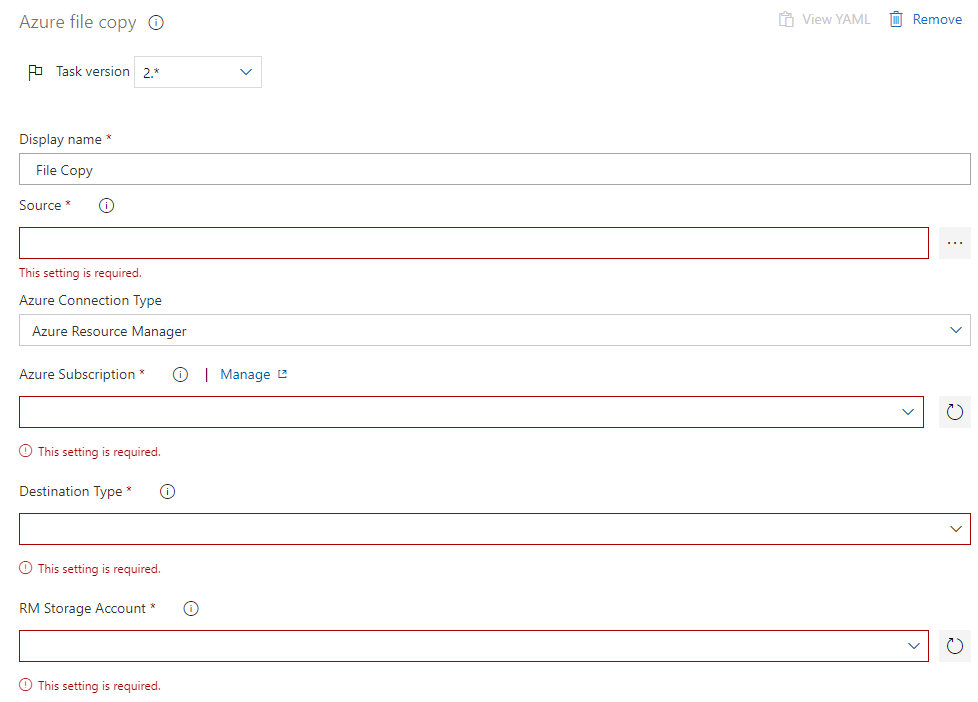 Azure file copy
View YAML
Remove
Task version 2.*
Display name *
File Copy
Source *
...
This setting is required.
Azure Connection Type
Azure Resource Manager
Azure Subscription * | Manage
This setting is required.
Destination Type *
This setting is required.
RM Storage Account *
This setting is required.